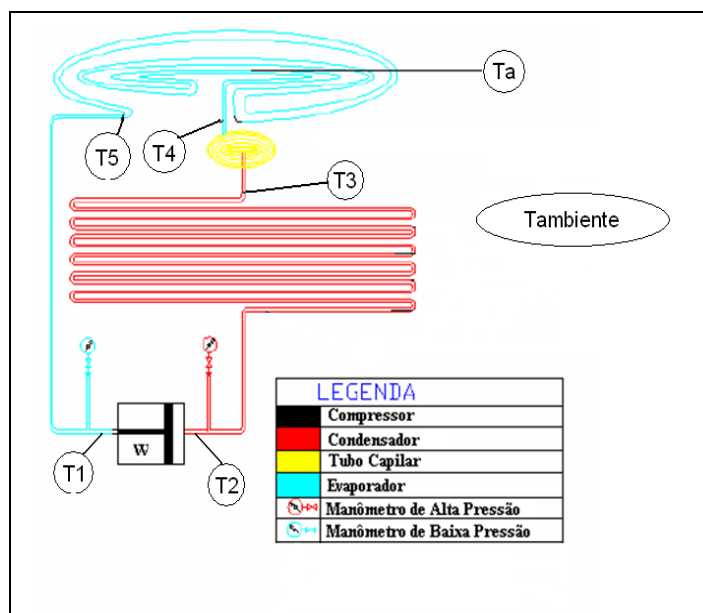 Ta
T5
T4
T3
Tambiente
LEGENDA
Compressor
Condensador
Tubo Capilar
Evaporador
Manômetro de Alta Pressão
Manômetro de Baixa Pressão
W
T1
T2